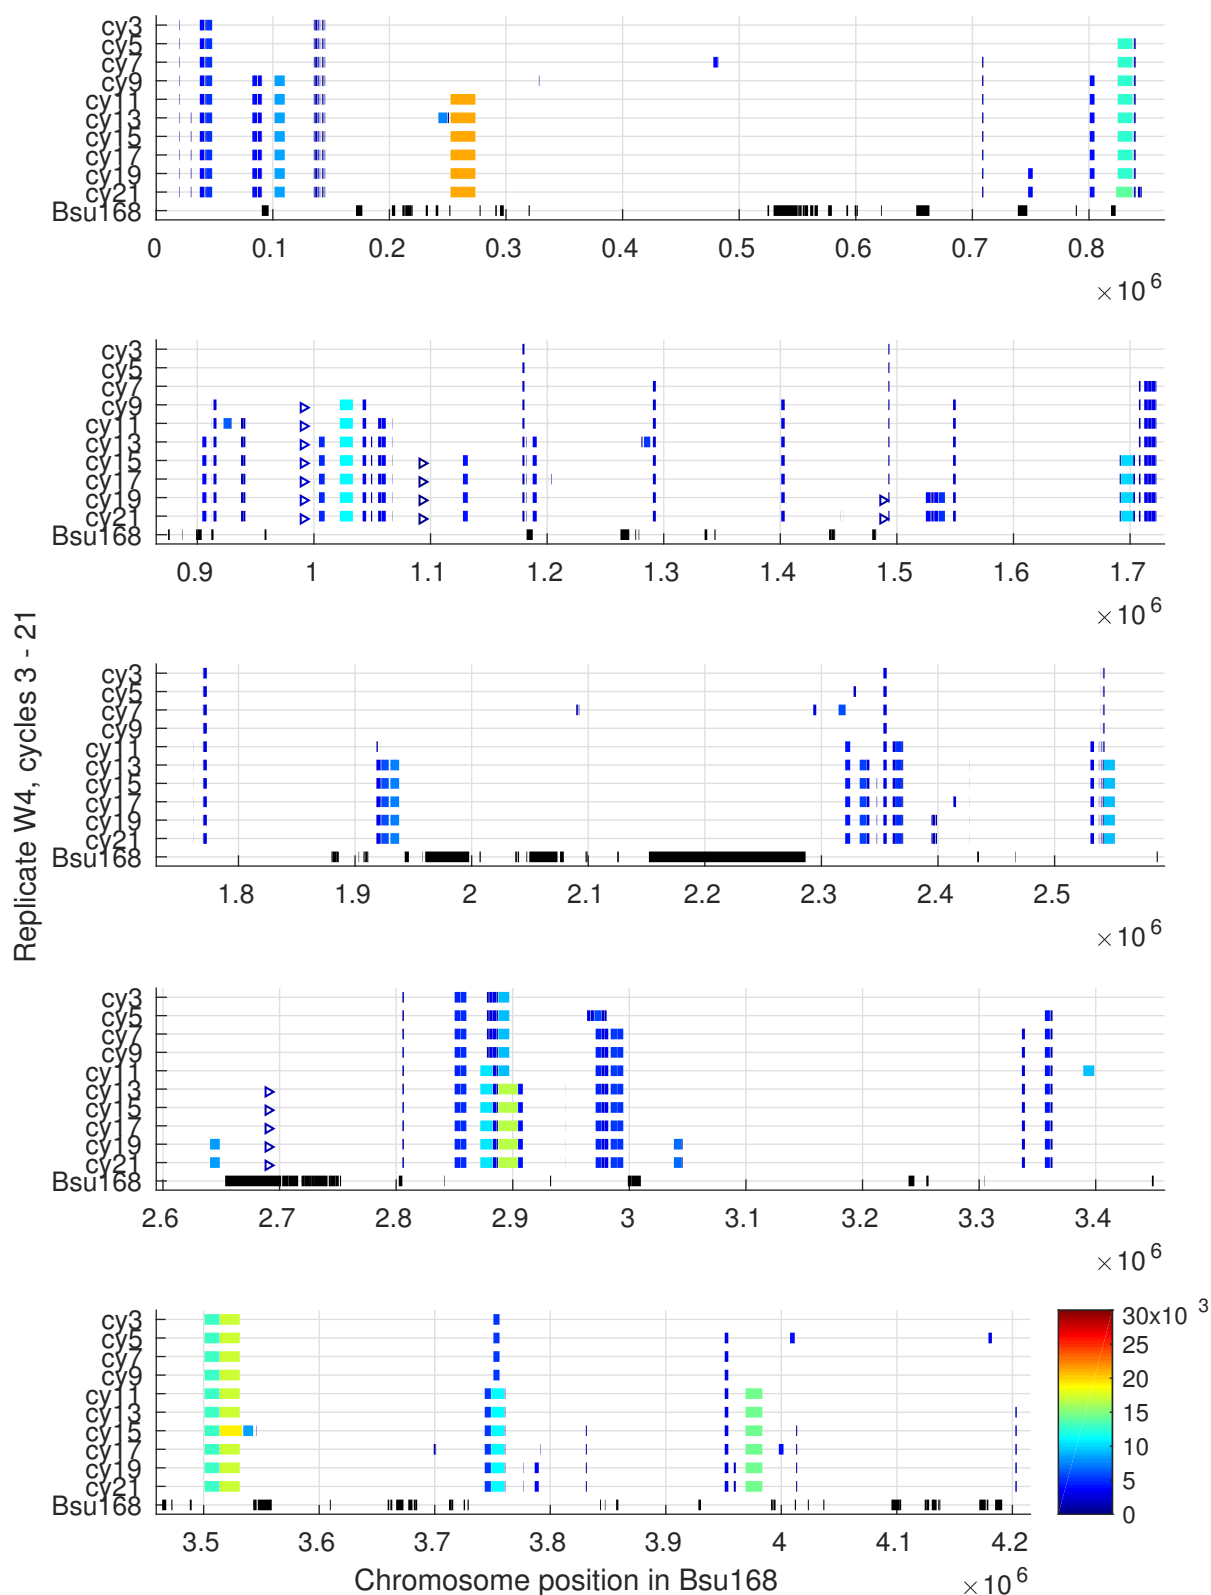 cy3
cy5
cy7
cy9
cy11
cy13
cy15
cy17
cy19
cy21
Bsu168
0 0.1 0.2 0.3 0.4 0.5 0.6 0.7 0.8
× 10 6
cy3
cy5
cy7
cy9
cy11
cy13
cy15
cy17
cy19
cy21
Bsu168
0.9 1 1.1 1.2 1.3 1.4 1.5 1.6 1.7
× 10 6
Replicate W4, cycles 3 - 21
cy3
cy5
cy7
cy9
cy11
cy13
cy15
cy17
cy19
cy21
Bsu168
1.8 1.9 2 2.1 2.2 2.3 2.4 2.5
× 10 6
cy3
cy5
cy7
cy9
cy11
cy13
cy15
cy17
cy19
cy21
Bsu168
2.6 2.7 2.8 2.9 3 3.1 3.2 3.3 3.4
× 10 6
cy3
cy5
cy7
cy9
cy11
cy13
cy15
cy17
cy19
cy21
Bsu168
3.5 3.6 3.7 3.8 3.9 4 4.1 4.2
× 10 6
30x10 3
25
20
15
10
5
0
Chromosome position in Bsu168